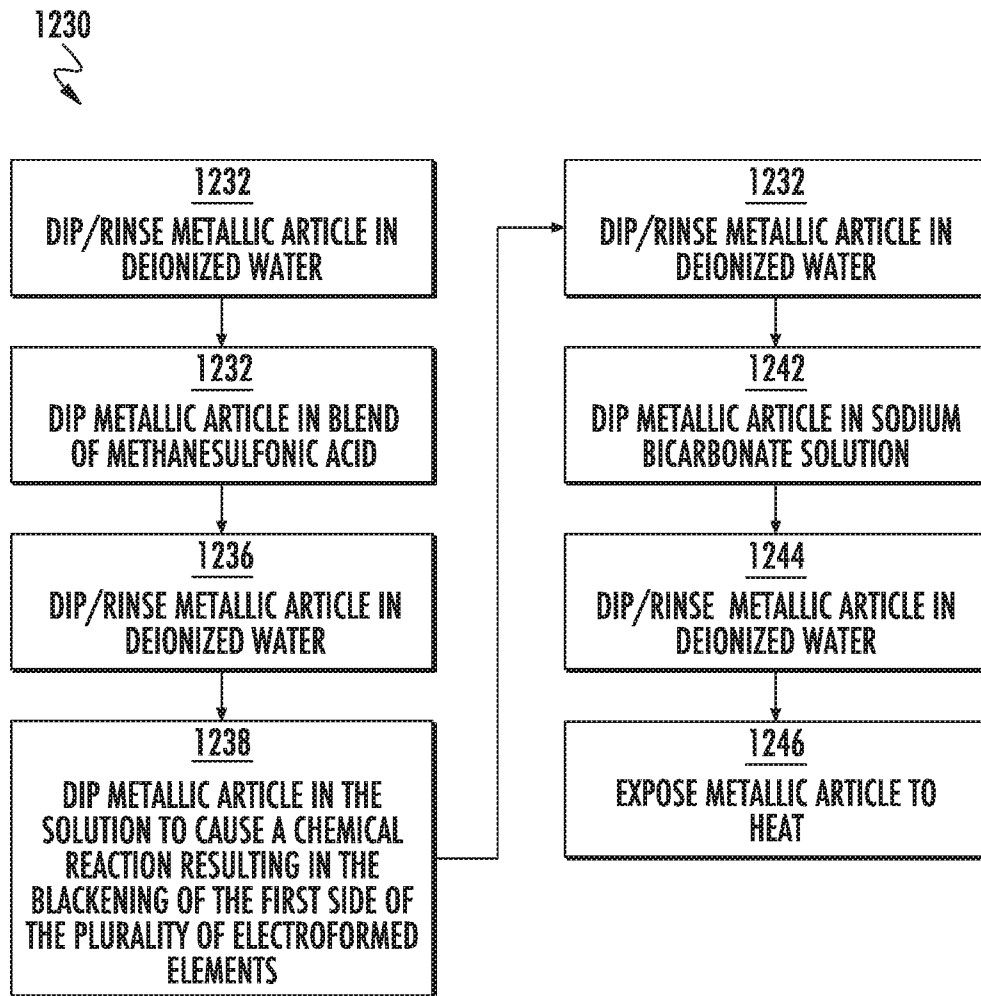 1230
1232
DIP/RINSE METALLIC ARTICLE IN
DEIONIZED WATER
1232
DIP METALLIC ARTICLE IN BLEND
OF METHANESULFONIC ACID
1236
DIP/RINSE METALLIC ARTICLE IN
DEIONIZED WATER
1238
DIP METALLIC ARTICLE IN THE
SOLUTION TO CAUSE A CHEMICAL
REACTION RESULTING IN THE
BLACKENING OF THE FIRST SIDE OF
THE PLURALITY OF ELECTROFORMED
ELEMENTS
1232
DIP/RINSE METALLIC ARTICLE IN
DEIONIZED WATER
1242
DIP METALLIC ARTICLE IN SODIUM
BICARBONATE SOLUTION
1244
DIP/RINSE METALLIC ARTICLE IN
DEIONIZED WATER
1246
EXPOSE METALLIC ARTICLE TO
HEAT